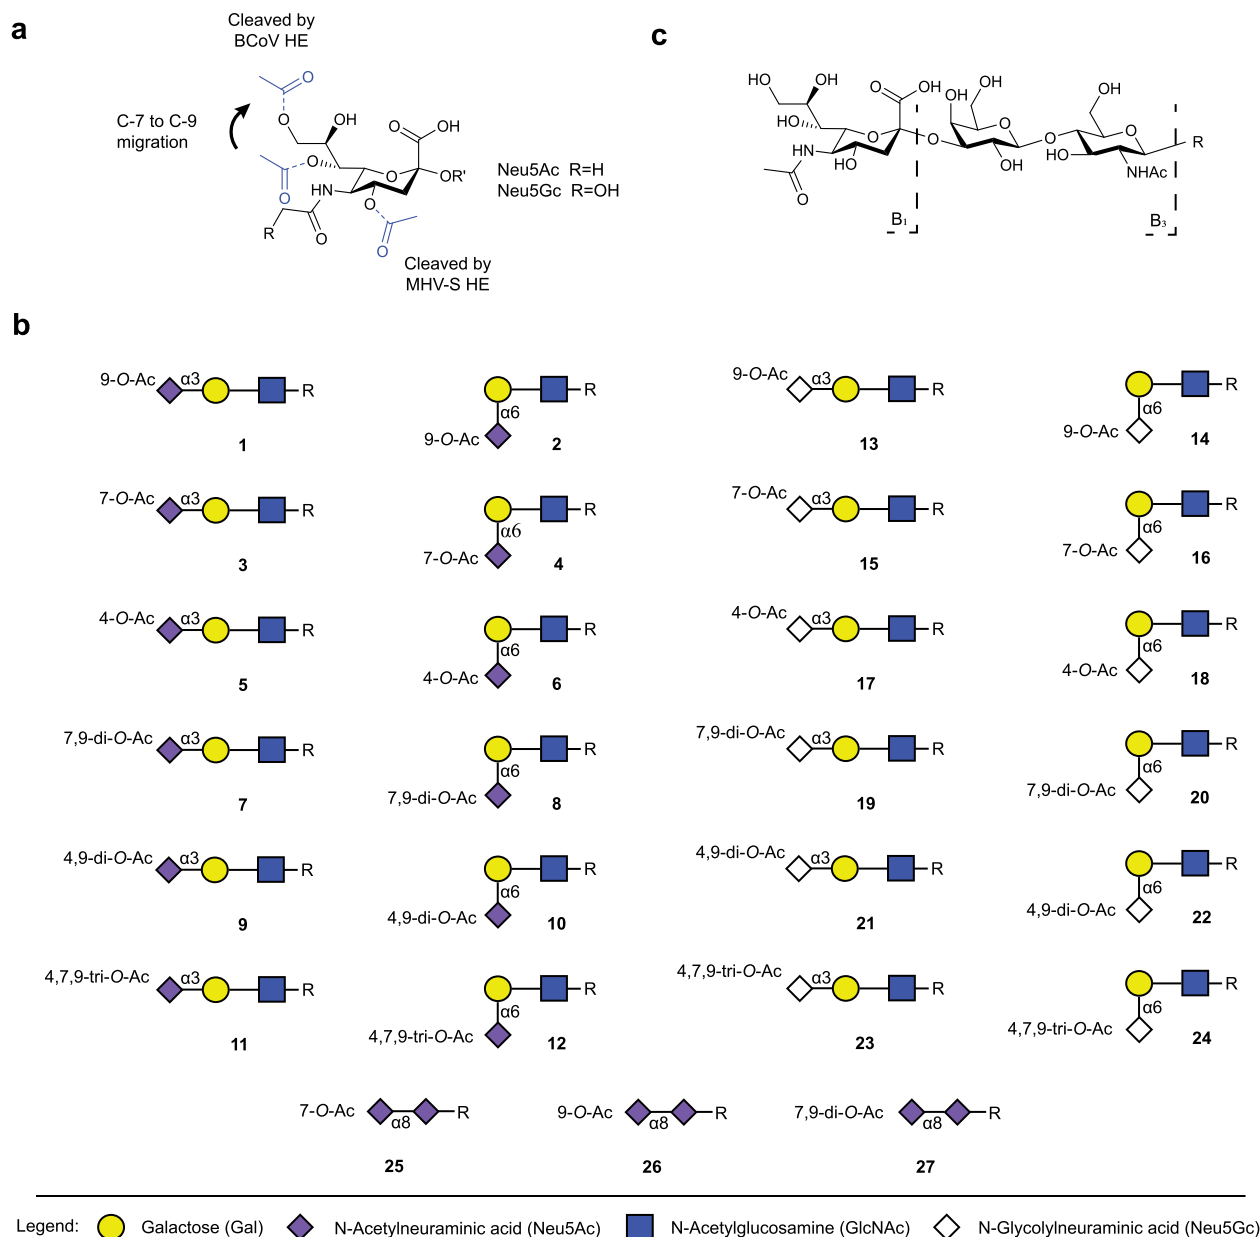 a
Cleaved by
BCoV HE
O
O
OH
O
OH
C-7 to C-9
migration
O
O
O
OR'
HN
O
O
R
O
O
Neu5Ac R=H
Neu5Gc R=OH
Cleaved by
MHV-S HE
c
HO
OH
O
OH
HO
O
HN
HO
O
O
OH
OH
O
OH
O
OH
O
HO
NHAc
R
B₁
B₃
b
9-O-Ac
α3
R
1
R
α6
9-O-Ac
2
9-O-Ac
α3
R
13
R
α6
9-O-Ac
14
7-O-Ac
α3
R
3
R
α6
7-O-Ac
4
7-O-Ac
α3
R
15
R
α6
7-O-Ac
16
4-O-Ac
α3
R
5
R
α6
4-O-Ac
6
4-O-Ac
α3
R
17
R
α6
4-O-Ac
18
7,9-di-O-Ac
α3
R
7
R
α6
7,9-di-O-Ac
8
7,9-di-O-Ac
α3
R
19
R
α6
7,9-di-O-Ac
20
4,9-di-O-Ac
α3
R
9
R
α6
4,9-di-O-Ac
10
4,9-di-O-Ac
α3
R
21
R
α6
4,9-di-O-Ac
22
4,7,9-tri-O-Ac
α3
R
11
R
α6
4,7,9-tri-O-Ac
12
4,7,9-tri-O-Ac
α3
R
23
R
α6
4,7,9-tri-O-Ac
24
7-O-Ac
α8
R
25
9-O-Ac
α8
R
26
7,9-di-O-Ac
α8
R
27
Legend: Galactose (Gal) N-Acetylneuraminic acid (Neu5Ac) N-Acetylglucosamine (GlcNAc) N-Glycolylneuraminic acid (Neu5Gc)